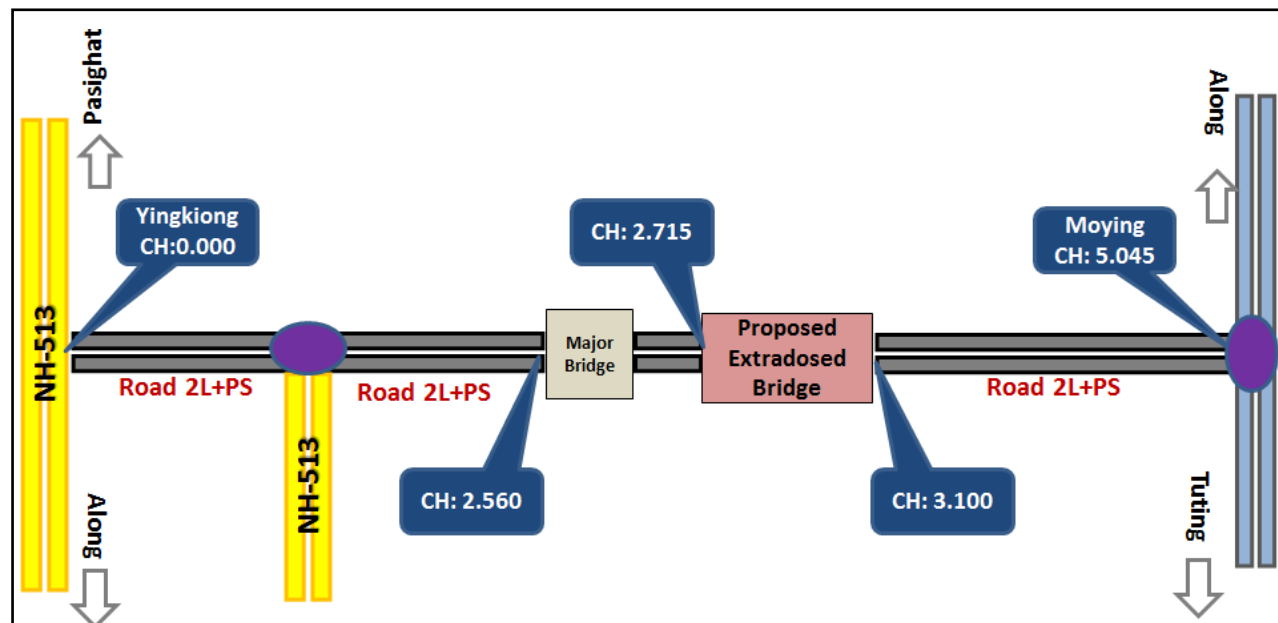 Pasighat
Along
Yingkiong
CH:0.000
CH: 2.715
Moying
CH: 5.045
NH-513
Major
Bridge
Proposed
Extradosed
Bridge
Road 2L+PS
Road 2L+PS
Road 2L+PS
NH-513
CH: 2.560
CH: 3.100
Along
Tuting